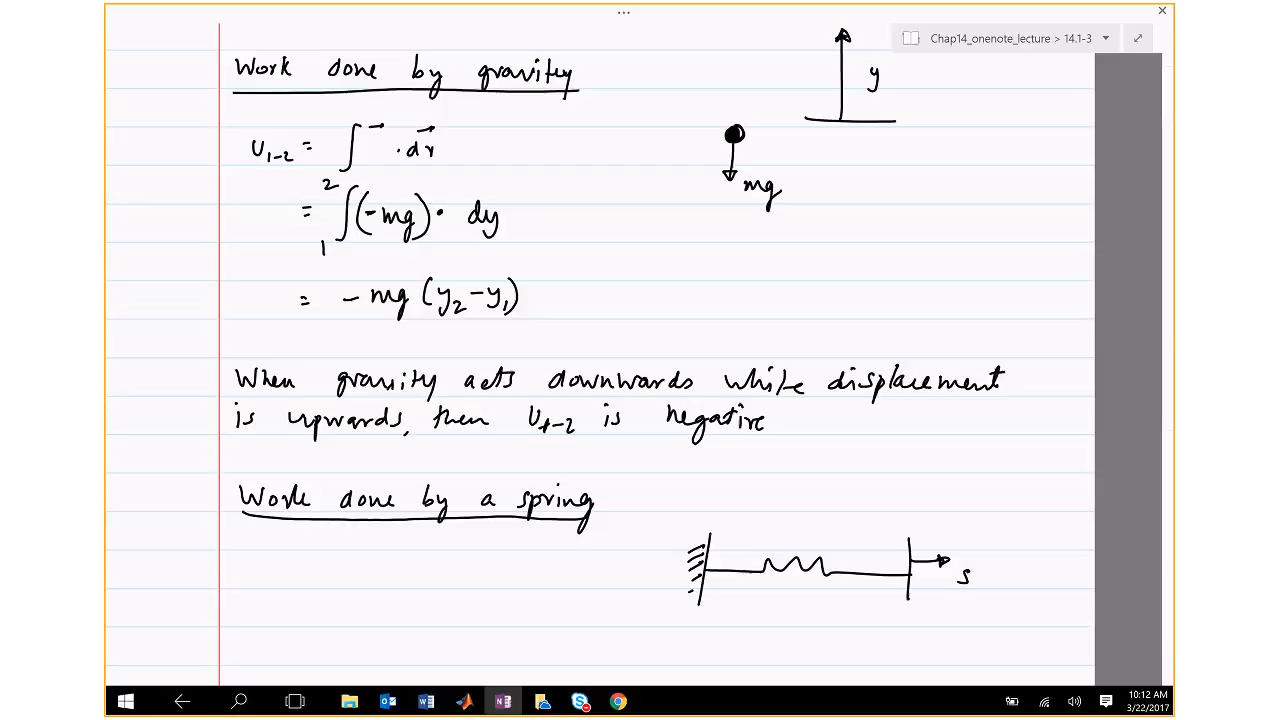 Chap14_onenote_lecture > 14.1-3
Work done by gravity
y
U₁₋₂ = ∫ → · dr⃗
mg
= ∫₁² (-mg) · dy
= - mg (y₂ - y₁)
When gravity acts downwards while displacement
is upwards, then U₁₋₂ is negative
Work done by a spring
s
10:12 AM
3/22/2017